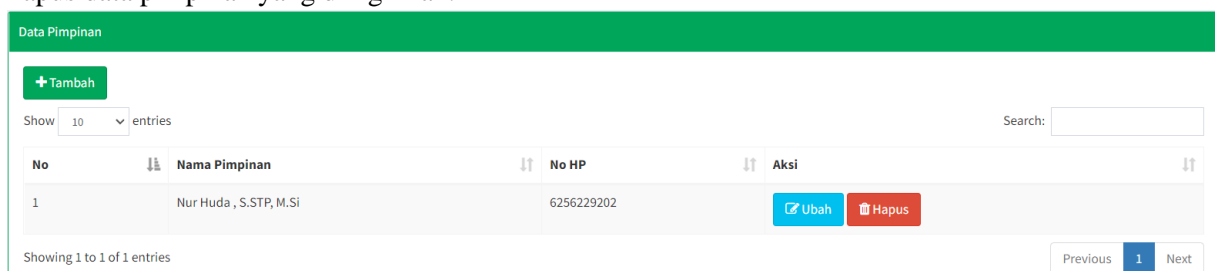 Data Pimpinan
Tambah
Show 10 entries Search:
No Nama Pimpinan No HP Aksi
1 Nur Huda , S.STP, M.Si 6256229202 Ubah Hapus
Showing 1 to 1 of 1 entries Previous 1 Next